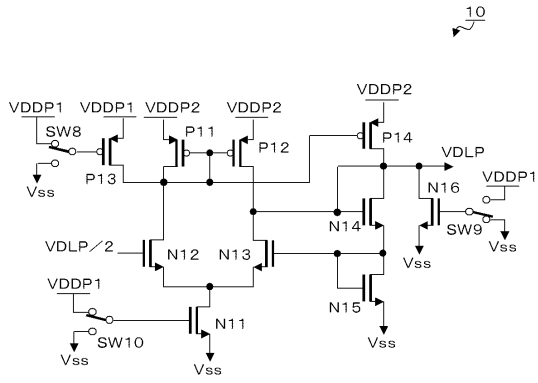 10
VDDP2
VDDP1 VDDP1 VDDP2 VDDP2
SW8 P11 P14
P12 VDLP
P13 VDDP1
Vss N16
N14 SW9
VDLP/2 N12 N13 Vss Vss
VDDP1 N15
N11
SW10
Vss Vss Vss